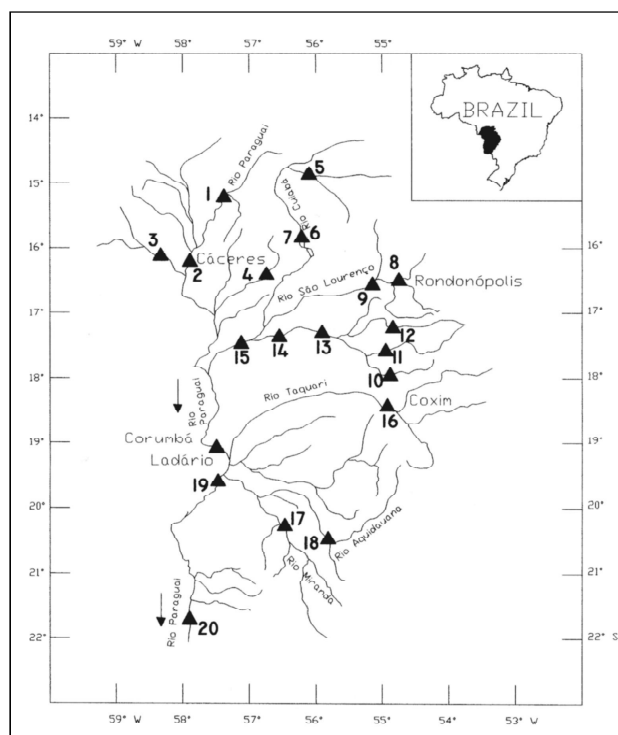 59° W 58° 57° 56° 55°
BRAZIL
14°
15°
16°
17°
18°
19°
20°
21°
22°
16°
17°
18°
19°
20°
21°
22° S
1
Rio Paraguai
5
Rio Cuiabá
3
2
Cáceres
7 6
4
8
Rondonópolis
Rio São Lourenço
9
12
15 14 13
11
10
Rio Paraguai
Rio Taquari
Coxim
16
Corumbá
Ladário
19
17
18
Rio Aquidauana
Rio Miranda
Rio Paraguai
20
59° W 58° 57° 56° 55° 54° 53° W